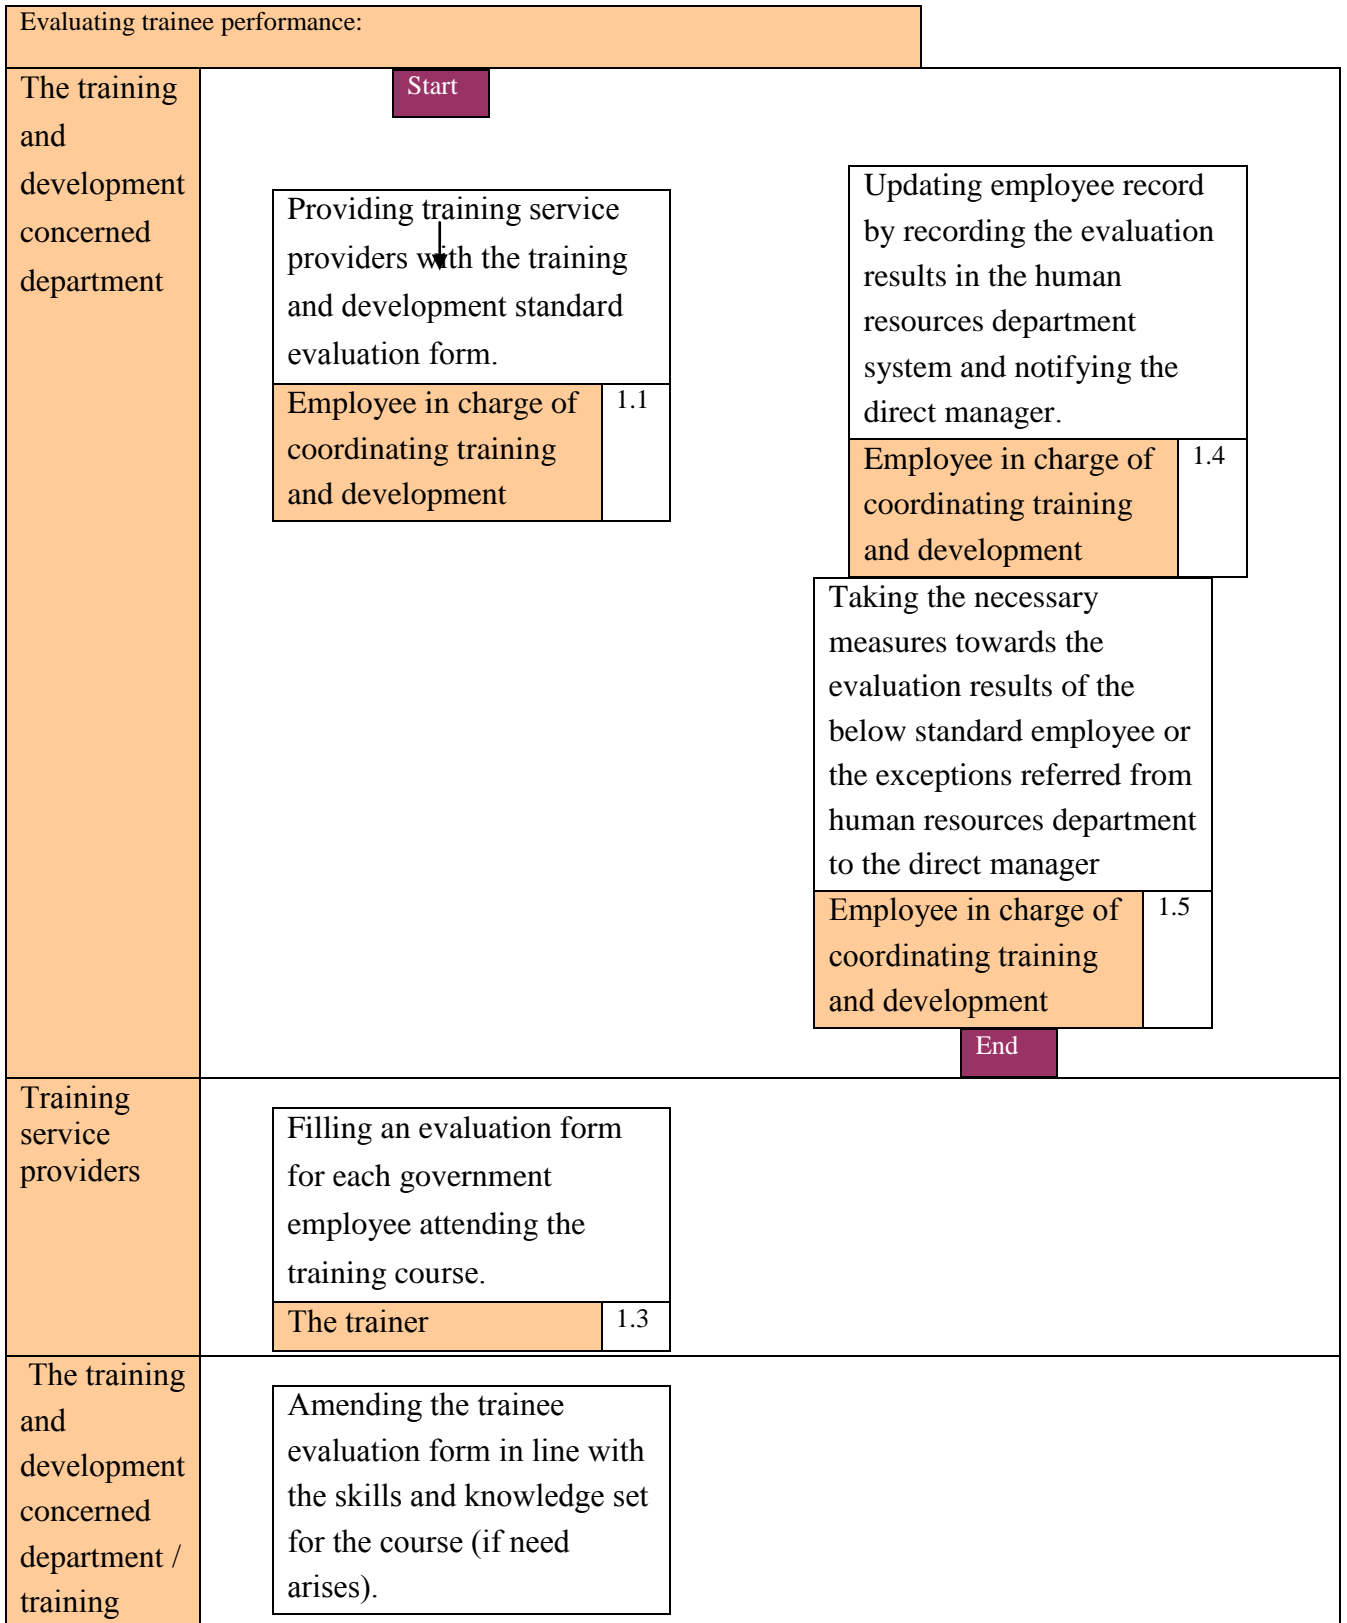 Evaluating trainee performance:
The training
and
development
concerned
department
Start
Providing training service
providers with the training
and development standard
evaluation form.
Employee in charge of
coordinating training
and development
1.1
Updating employee record
by recording the evaluation
results in the human
resources department
system and notifying the
direct manager.
Employee in charge of
coordinating training
and development
1.4
Taking the necessary
measures towards the
evaluation results of the
below standard employee or
the exceptions referred from
human resources department
to the direct manager
Employee in charge of
coordinating training
and development
1.5
End
Training
service
providers
Filling an evaluation form
for each government
employee attending the
training course.
The trainer
1.3
The training
and
development
concerned
department /
training
Amending the trainee
evaluation form in line with
the skills and knowledge set
for the course (if need
arises).